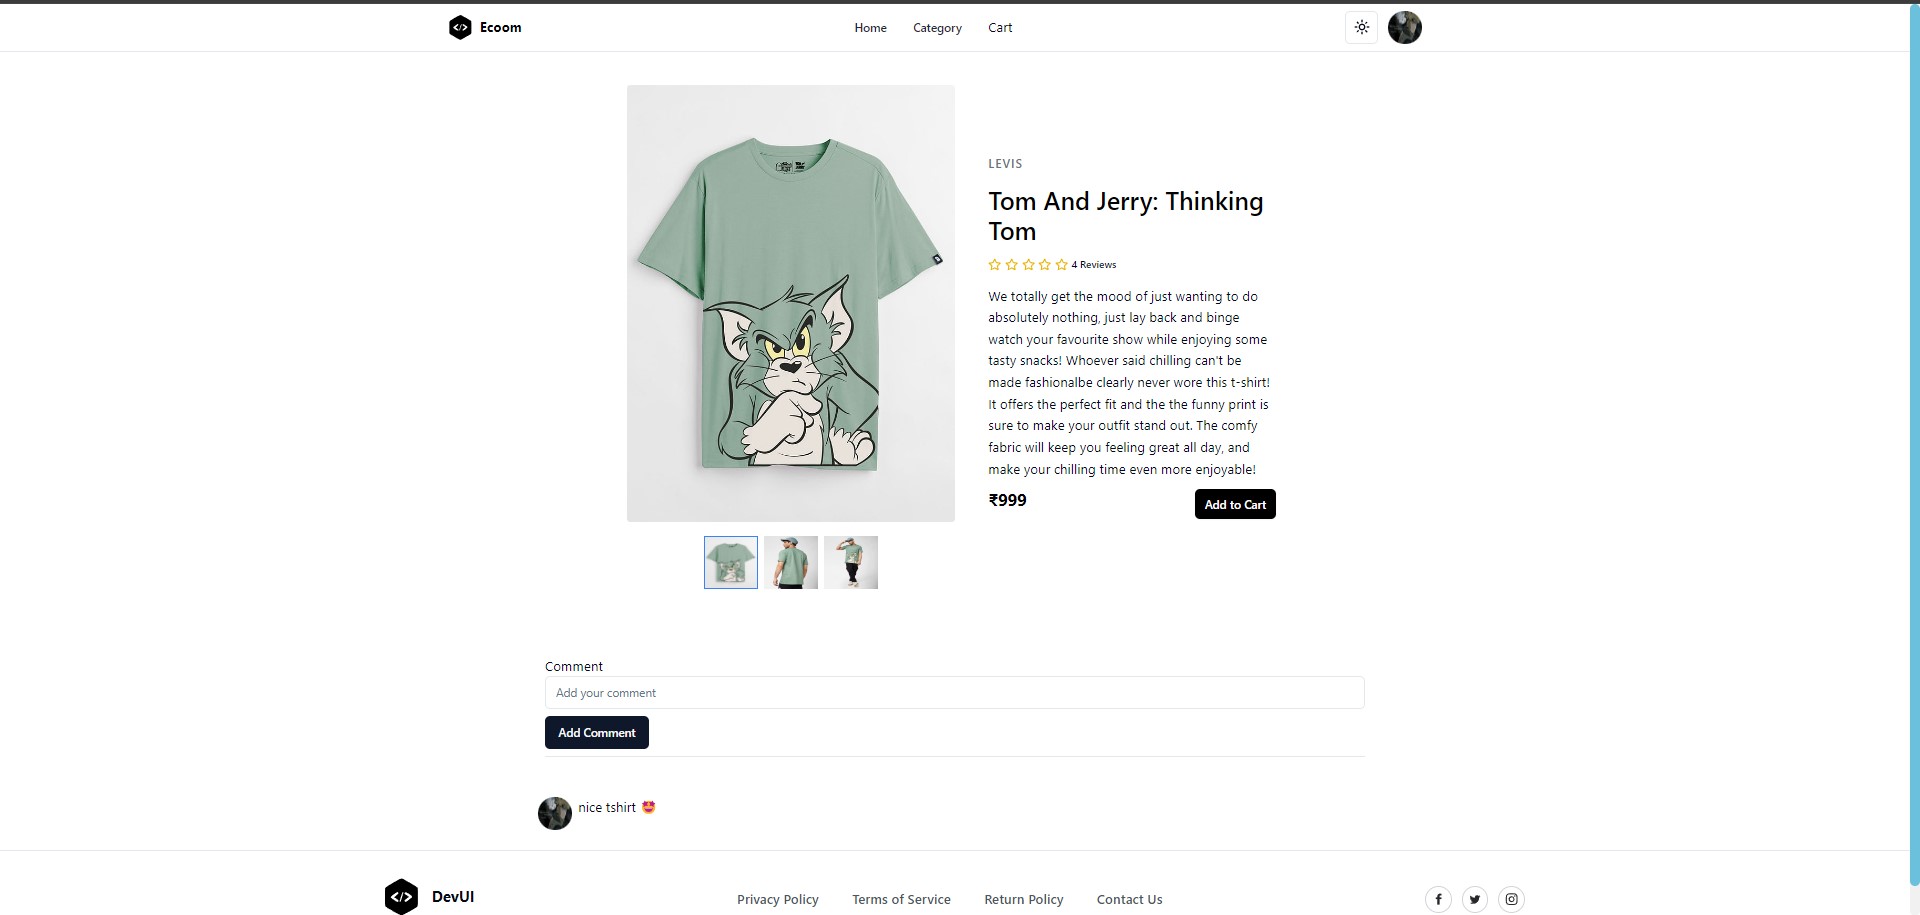 Ecoom
Home Category Cart
LEVIS
Tom And Jerry: Thinking
Tom
4 Reviews
We totally get the mood of just wanting to do
absolutely nothing, just lay back and binge
watch your favourite show while enjoying some
tasty snacks! Whoever said chilling can't be
made fashionalbe clearly never wore this t-shirt!
It offers the perfect fit and the the funny print is
sure to make your outfit stand out. The comfy
fabric will keep you feeling great all day, and
make your chilling time even more enjoyable!
₹999
Add to Cart
Comment
Add your comment
Add Comment
nice tshirt 🤩
DevUI
Privacy Policy Terms of Service Return Policy Contact Us